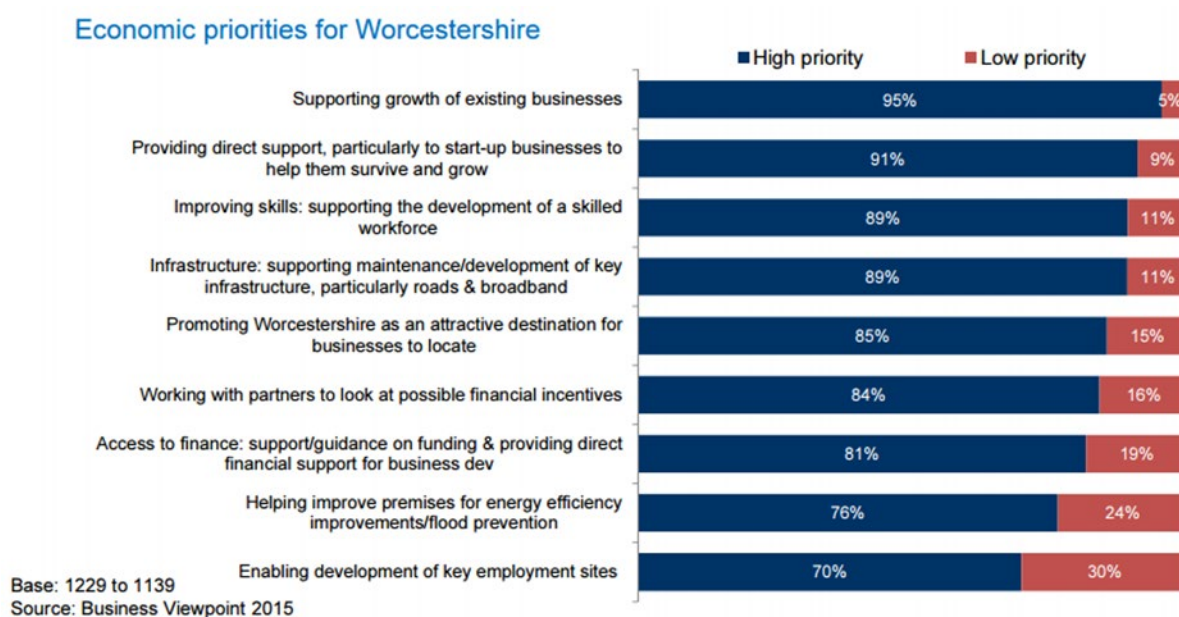 Economic priorities for Worcestershire
High priority
Low priority
Supporting growth of existing businesses
95%
5%
Providing direct support, particularly to start-up businesses to
help them survive and grow
91%
9%
Improving skills: supporting the development of a skilled
workforce
89%
11%
Infrastructure: supporting maintenance/development of key
infrastructure, particularly roads & broadband
89%
11%
Promoting Worcestershire as an attractive destination for
businesses to locate
85%
15%
Working with partners to look at possible financial incentives
84%
16%
Access to finance: support/guidance on funding & providing direct
financial support for business dev
81%
19%
Helping improve premises for energy efficiency
improvements/flood prevention
76%
24%
Enabling development of key employment sites
70%
30%
Base: 1229 to 1139
Source: Business Viewpoint 2015